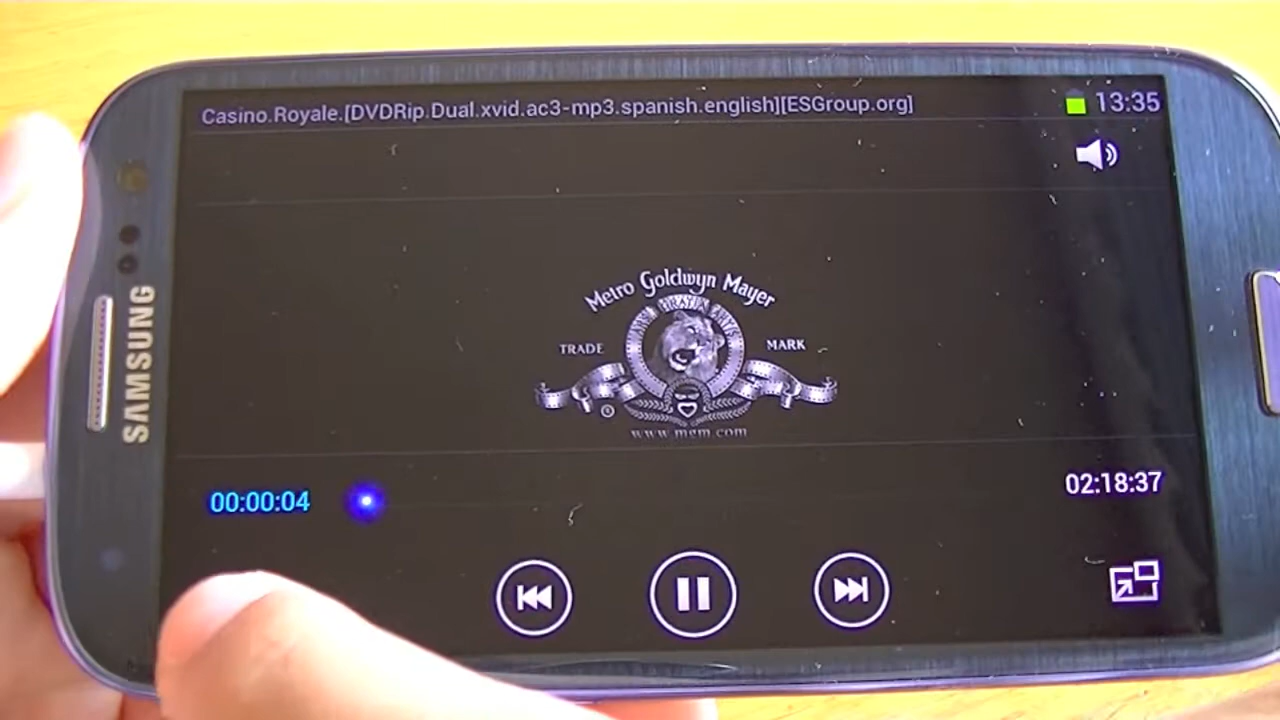 Casino.Royale.[DVDRip.Dual.xvid.ac3-mp3.spanish.english][ESGroup.org]
13:35
SAMSUNG
Metro Goldwyn Mayer
TRADE MARK
®
www.mgm.com
00:00:04
02:18:37